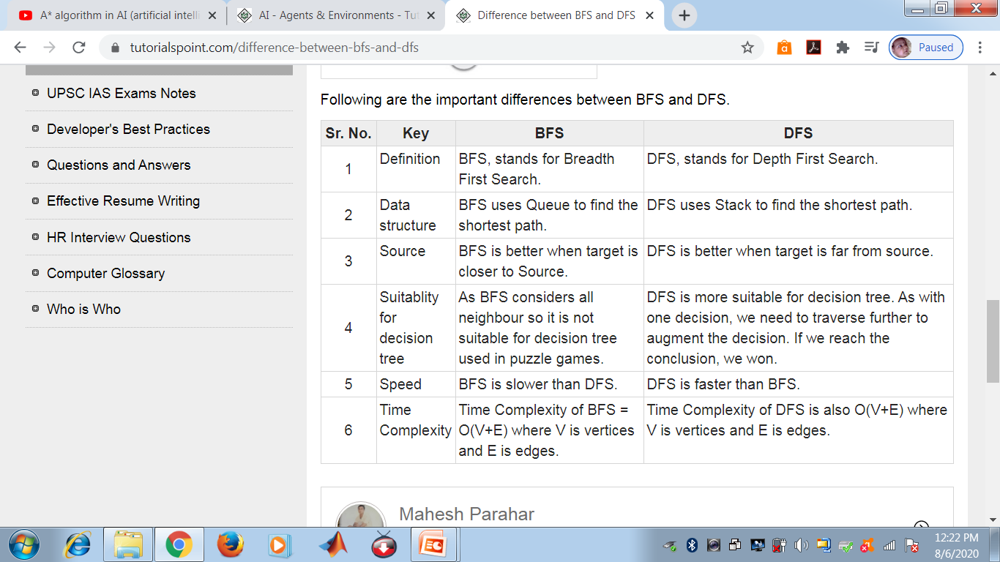 A* algorithm in AI (artificial intelli
AI - Agents & Environments - Tut
Difference between BFS and DFS
tutorialspoint.com/difference-between-bfs-and-dfs
Paused
UPSC IAS Exams Notes
Developer's Best Practices
Questions and Answers
Effective Resume Writing
HR Interview Questions
Computer Glossary
Who is Who
Following are the important differences between BFS and DFS.
Sr. No. Key BFS DFS
1 Definition BFS, stands for Breadth DFS, stands for Depth First Search.
First Search.
2 Data BFS uses Queue to find the DFS uses Stack to find the shortest path.
structure shortest path.
3 Source BFS is better when target is DFS is better when target is far from source.
closer to Source.
4 Suitablity As BFS considers all DFS is more suitable for decision tree. As with
for neighbour so it is not one decision, we need to traverse further to
decision suitable for decision tree augment the decision. If we reach the
tree used in puzzle games. conclusion, we won.
5 Speed BFS is slower than DFS. DFS is faster than BFS.
6 Time Time Complexity of BFS = Time Complexity of DFS is also O(V+E) where
Complexity O(V+E) where V is vertices V is vertices and E is edges.
and E is edges.
Mahesh Parahar
12:22 PM
8/6/2020